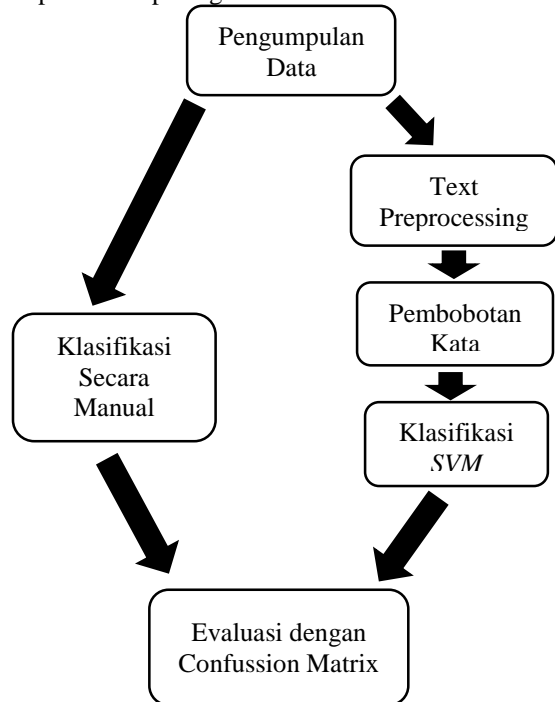 Pengumpulan
Data
Text
Preprocessing
Pembobotan
Kata
Klasifikasi
Secara
Manual
Klasifikasi
SVM
Evaluasi dengan
Confussion Matrix